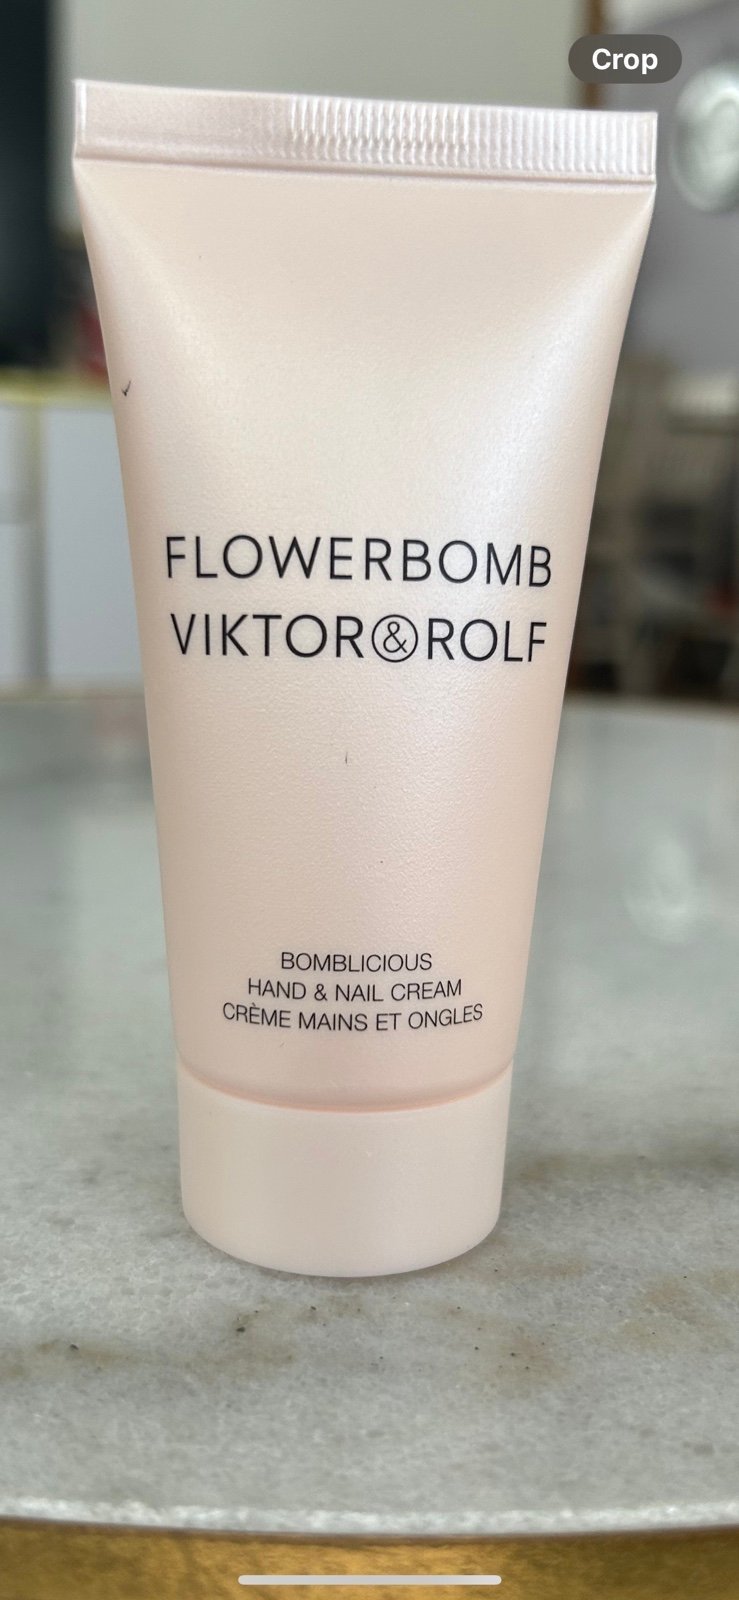 Crop
FLOWERBOMB
VIKTOR&ROLF
BOMBLICIOUS
HAND & NAIL CREAM
CRÈME MAINS ET ONGLES